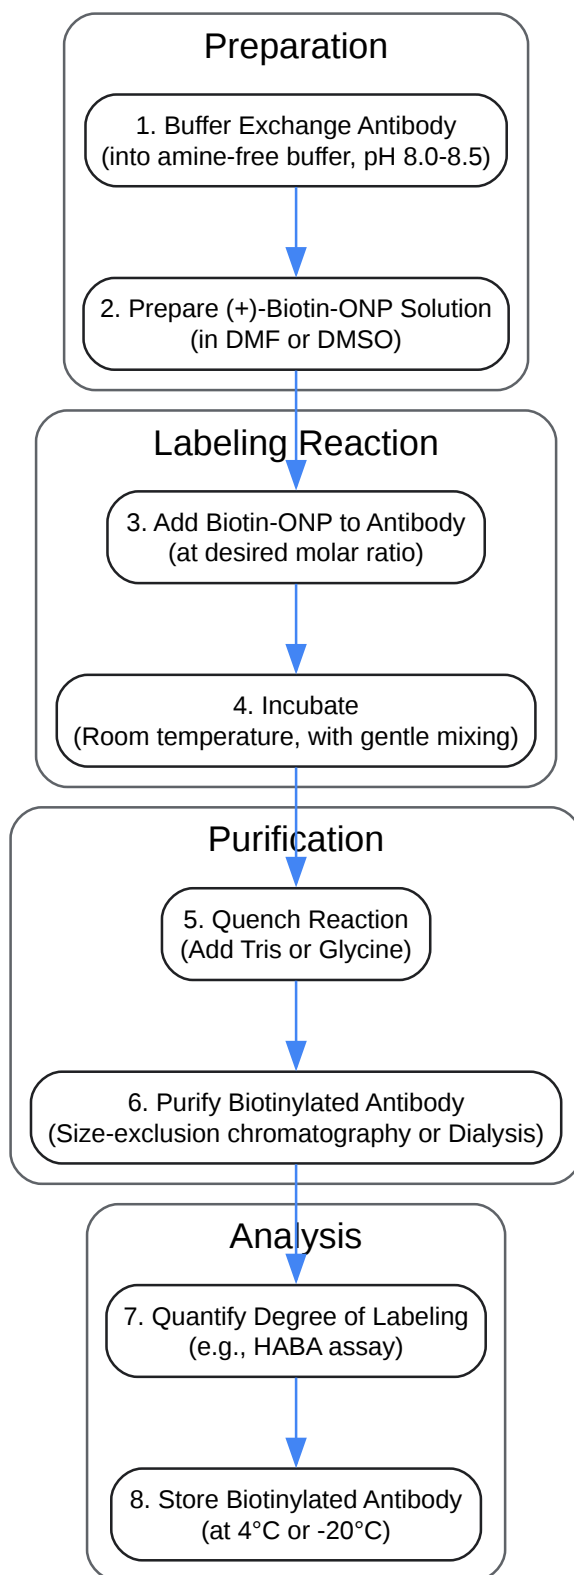 Preparation
1. Buffer Exchange Antibody
(into amine-free buffer, pH 8.0-8.5)
2. Prepare (+)-Biotin-ONP Solution
(in DMF or DMSO)
Labeling Reaction
3. Add Biotin-ONP to Antibody
(at desired molar ratio)
4. Incubate
(Room temperature, with gentle mixing)
Purification
5. Quench Reaction
(Add Tris or Glycine)
6. Purify Biotinylated Antibody
(Size-exclusion chromatography or Dialysis)
Analysis
7. Quantify Degree of Labeling
(e.g., HABA assay)
8. Store Biotinylated Antibody
(at 4°C or -20°C)